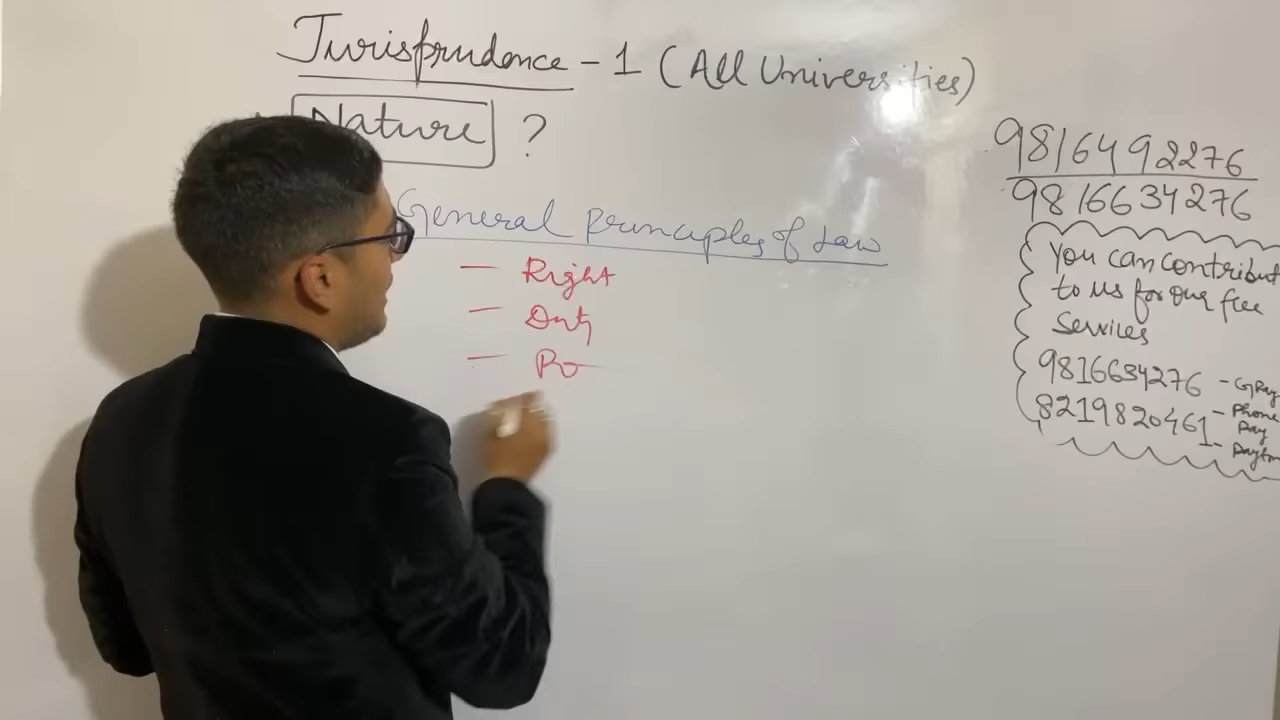 Jurisprudence - 1 (All Universities)
Nature ?
General principles of Law
- Right
- Duty
- Po
9816492276
9816634276
You can contribut
to us for our free
Services
9816634276 - GPay
8219820461 - Phone
Pay
- Paytm